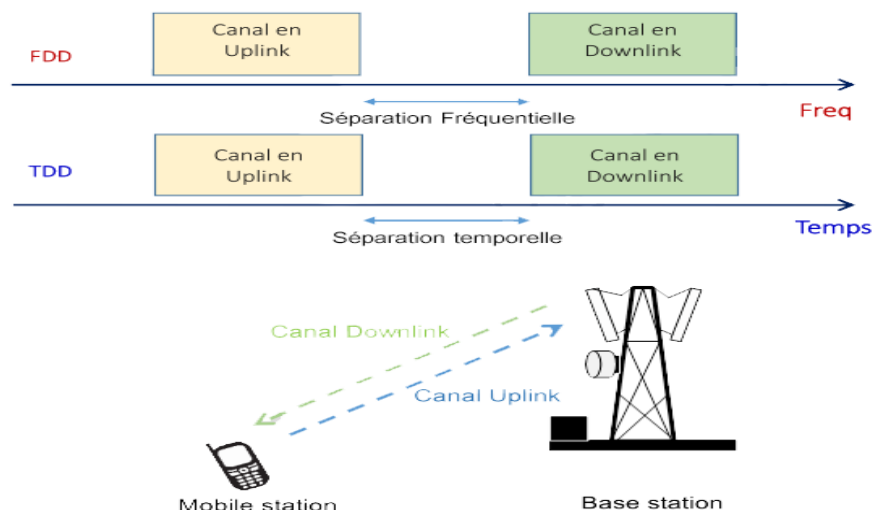 Canal en
Uplink
Canal en
Downlink
FDD
Séparation Fréquentielle
Freq
Canal en
Uplink
Canal en
Downlink
TDD
Séparation temporelle
Temps
Canal Downlink
Canal Uplink
Mobile station
Base station